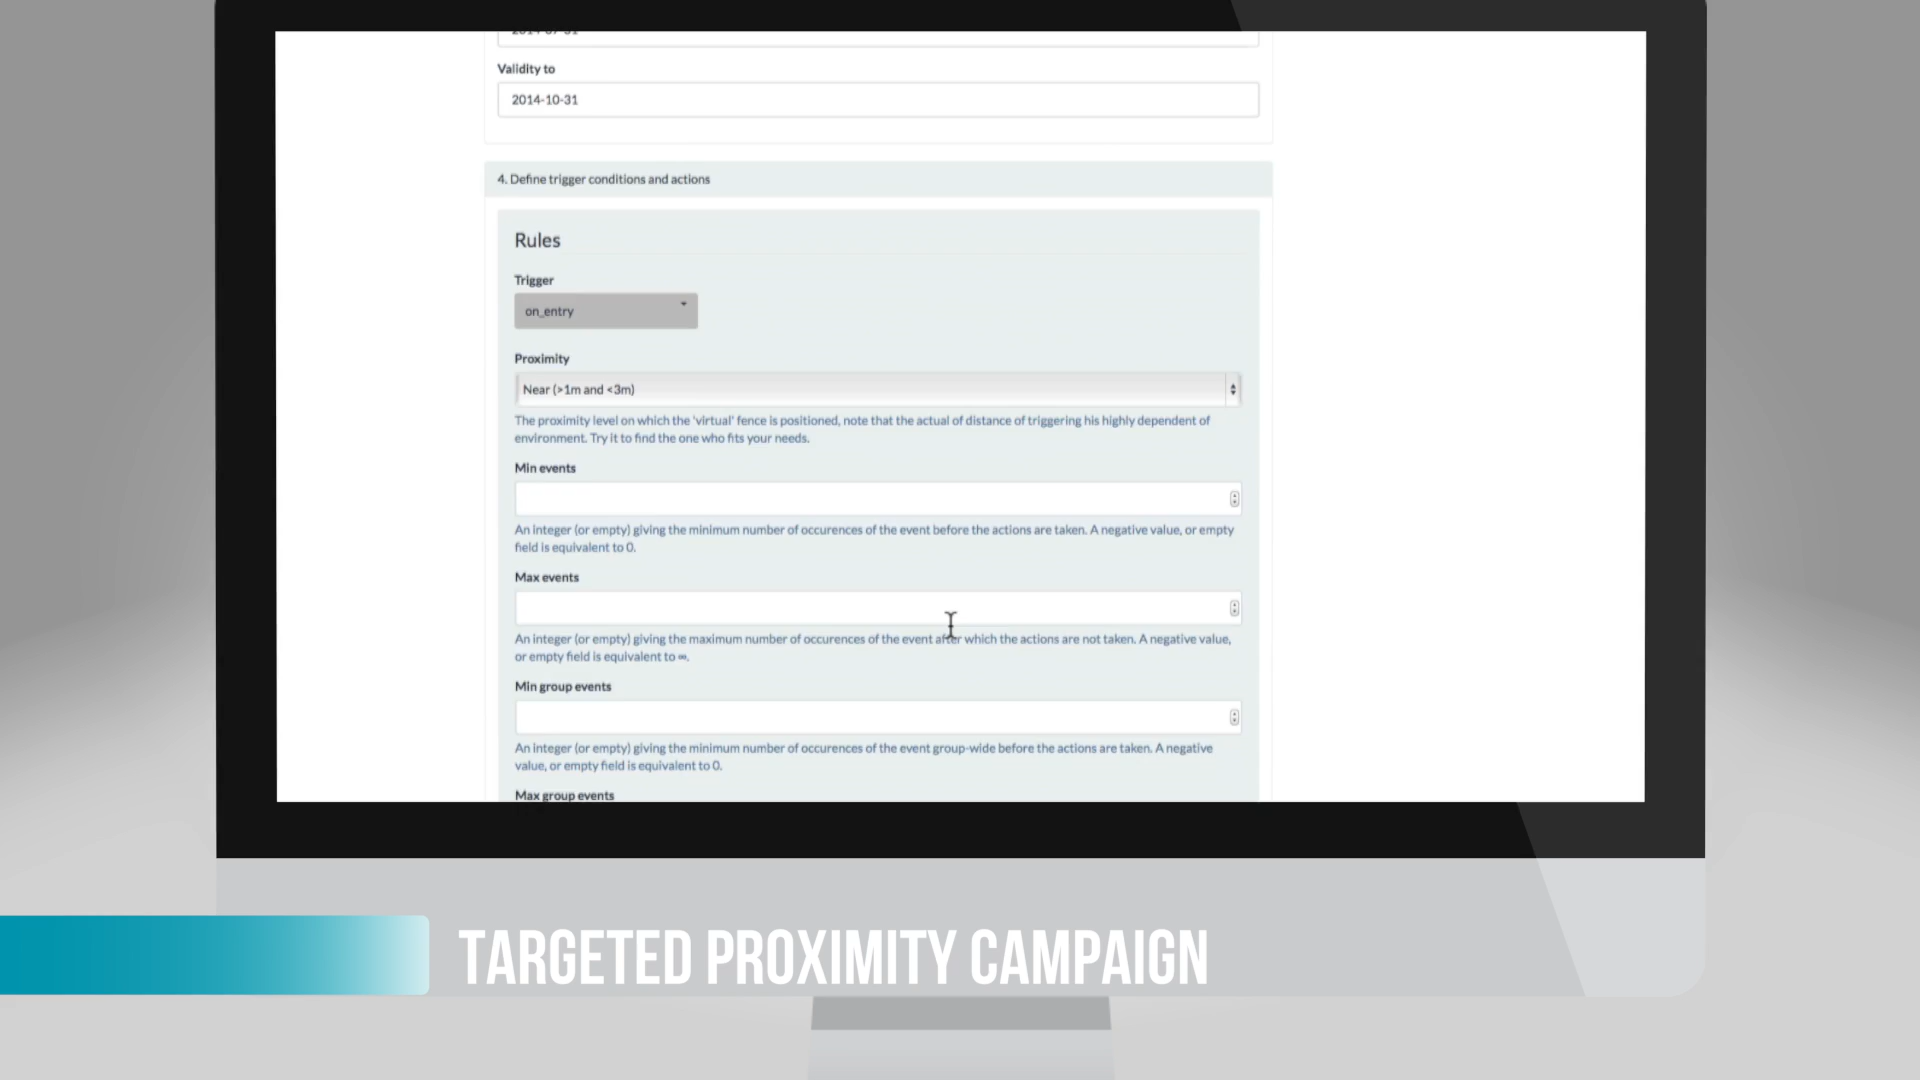 Validity to
2014-10-31
4. Define trigger conditions and actions
Rules
Trigger
on_entry
Proximity
Near (>1m and <3m)
The proximity level on which the 'virtual' fence is positioned, note that the actual of distance of triggering his highly dependent of
environment. Try it to find the one who fits your needs.
Min events
An integer (or empty) giving the minimum number of occurences of the event before the actions are taken. A negative value, or empty
field is equivalent to 0.
Max events
An integer (or empty) giving the maximum number of occurences of the event after which the actions are not taken. A negative value,
or empty field is equivalent to ∞.
Min group events
An integer (or empty) giving the minimum number of occurences of the event group-wide before the actions are taken. A negative
value, or empty field is equivalent to 0.
Max group events
TARGETED PROXIMITY CAMPAIGN